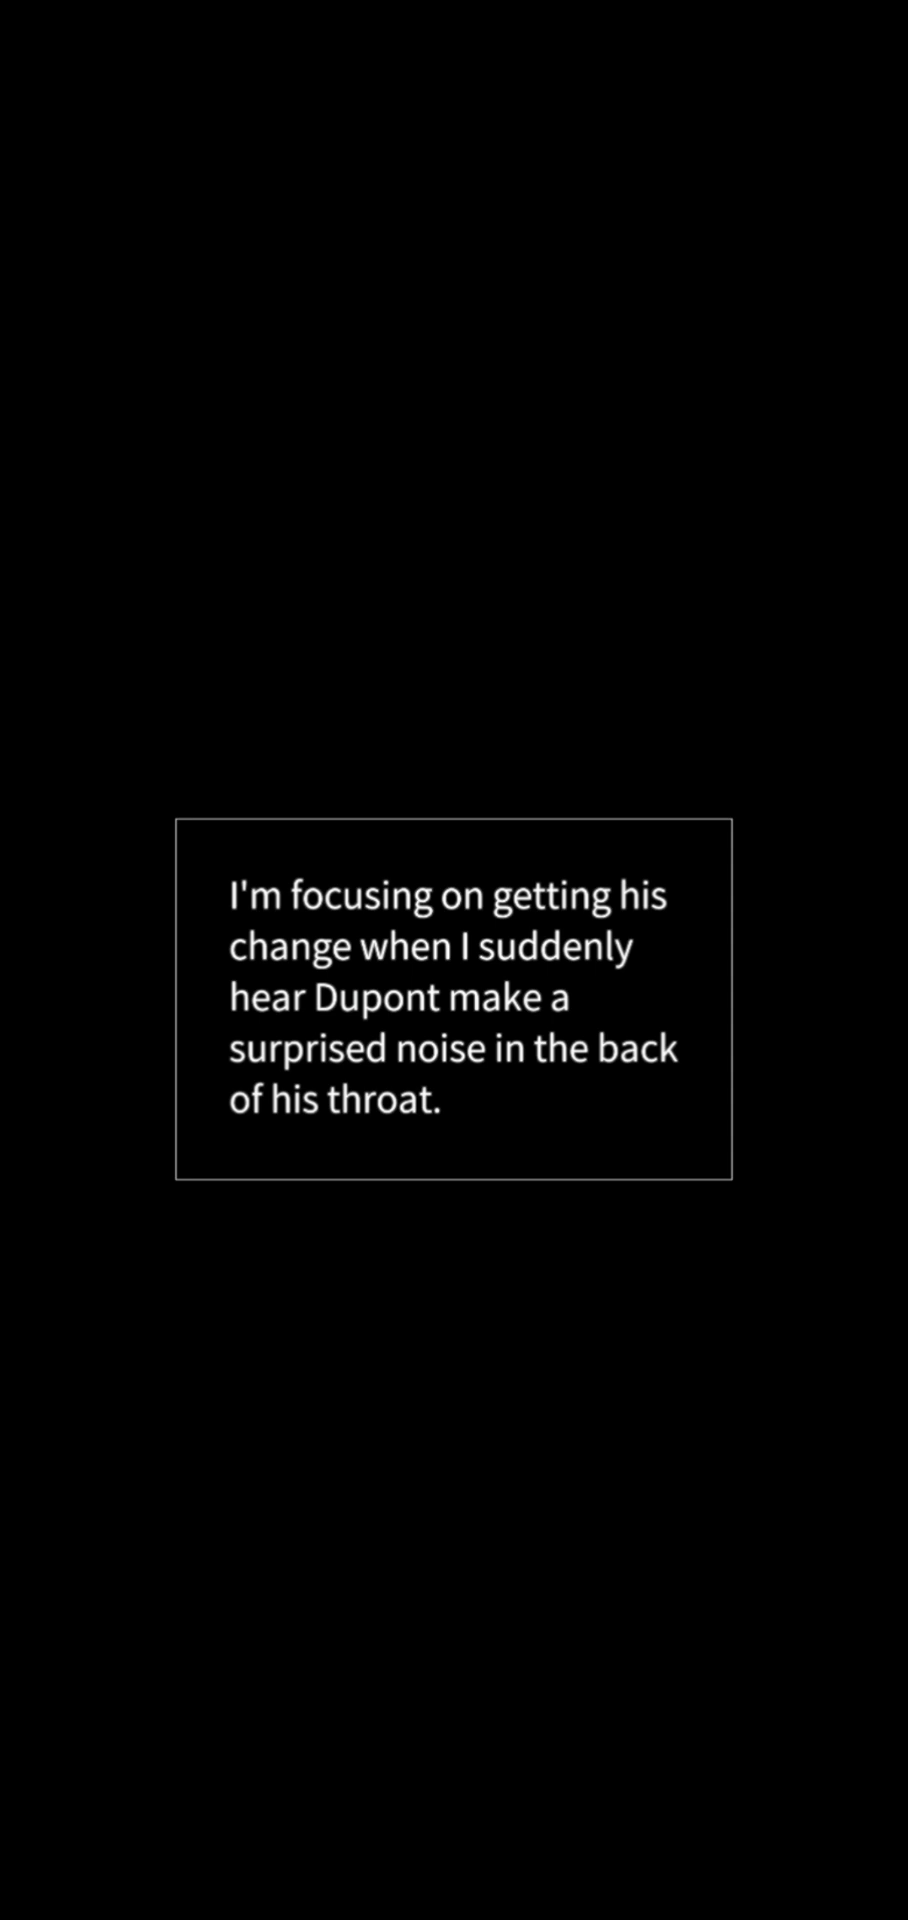 I'm focusing on getting his
change when I suddenly
hear Dupont make a
surprised noise in the back
of his throat.